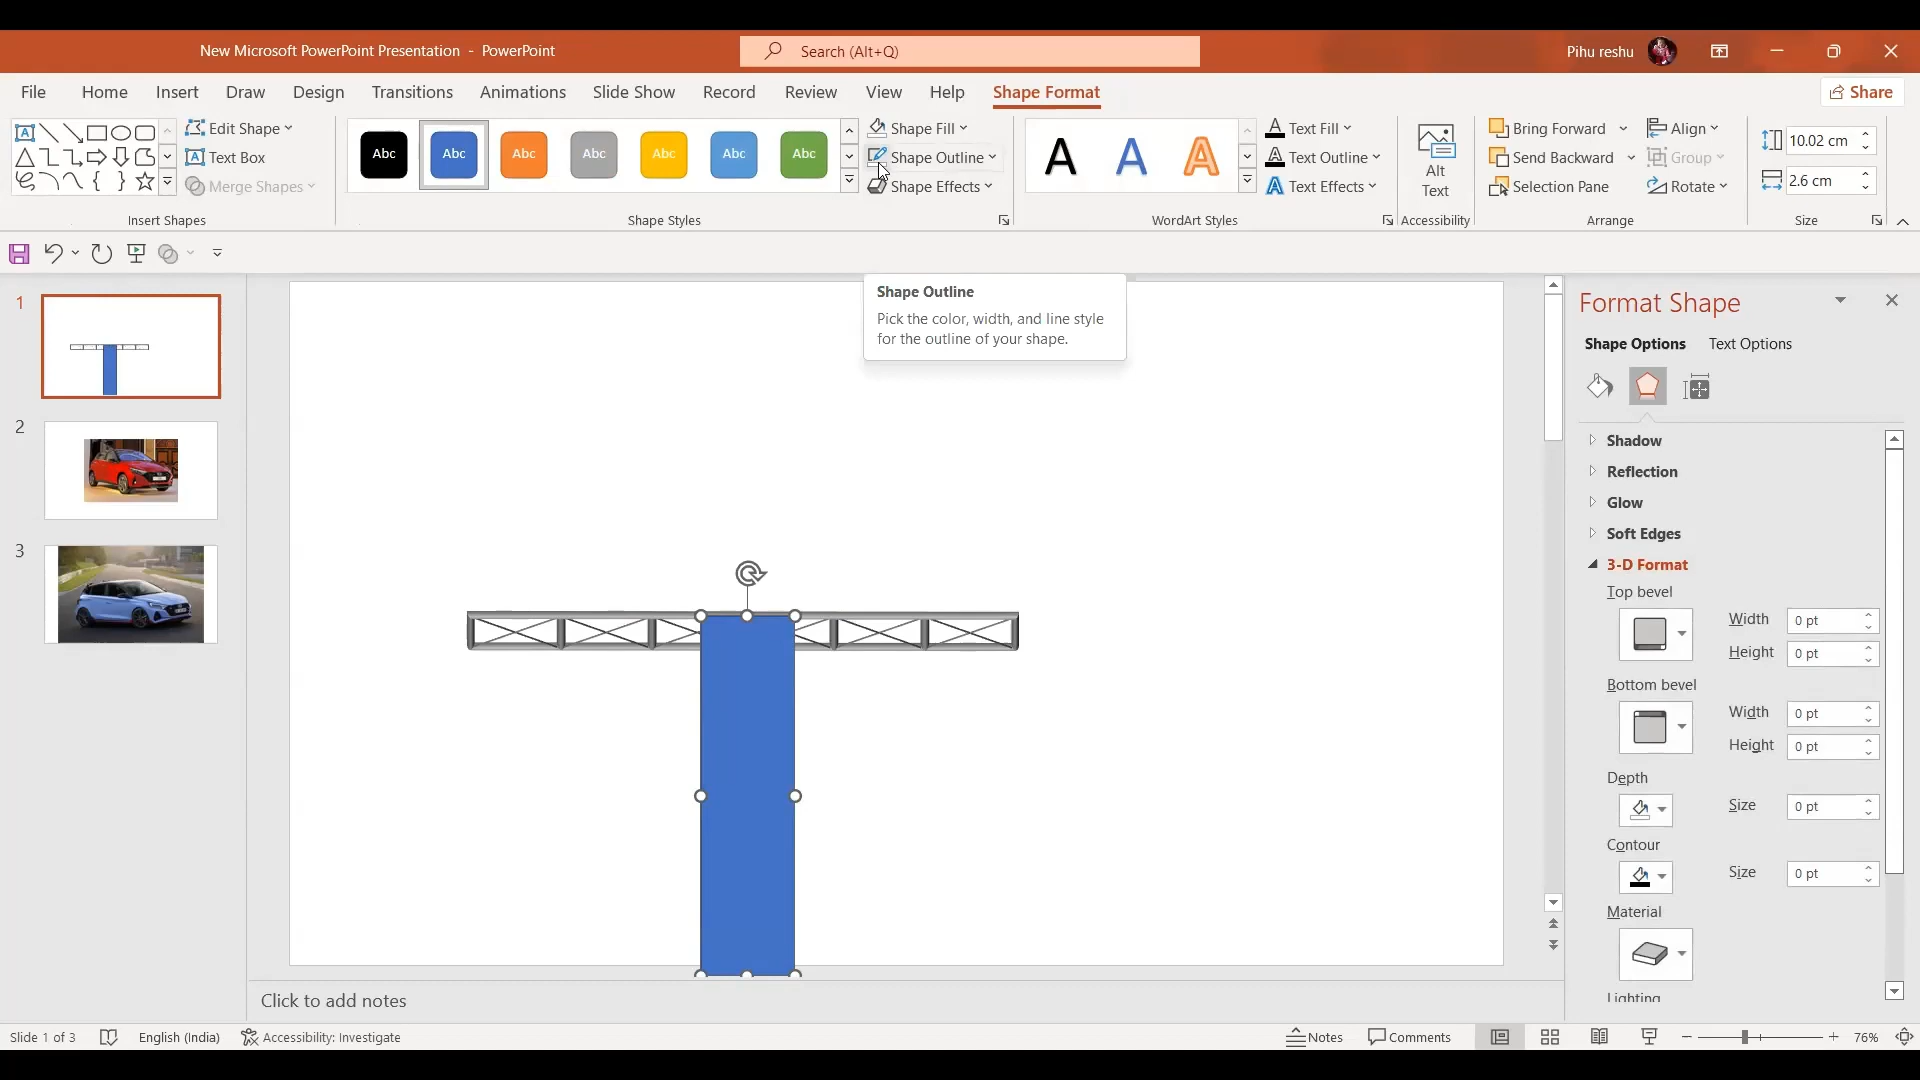 New Microsoft PowerPoint Presentation - PowerPoint
Search (Alt+Q)
Pihu reshu
File Home Insert Draw Design Transitions Animations Slide Show Record Review View Help Shape Format
Share
Edit Shape
Text Box
Merge Shapes
Insert Shapes
Abc Abc Abc Abc Abc Abc Abc
Shape Styles
Shape Fill
Shape Outline
Shape Effects
A A A
WordArt Styles
Text Fill
Text Outline
Text Effects
Alt
Text
Accessibility
Bring Forward
Send Backward
Selection Pane
Align
Group
Rotate
Arrange
10.02 cm
2.6 cm
Size
Shape Outline
Pick the color, width, and line style
for the outline of your shape.
1
2
3
Format Shape
Shape Options Text Options
Shadow
Reflection
Glow
Soft Edges
3-D Format
Top bevel
Width 0 pt
Height 0 pt
Bottom bevel
Width 0 pt
Height 0 pt
Depth
Size 0 pt
Contour
Size 0 pt
Material
Lighting
Click to add notes
Slide 1 of 3 English (India) Accessibility: Investigate
Notes Comments 76%